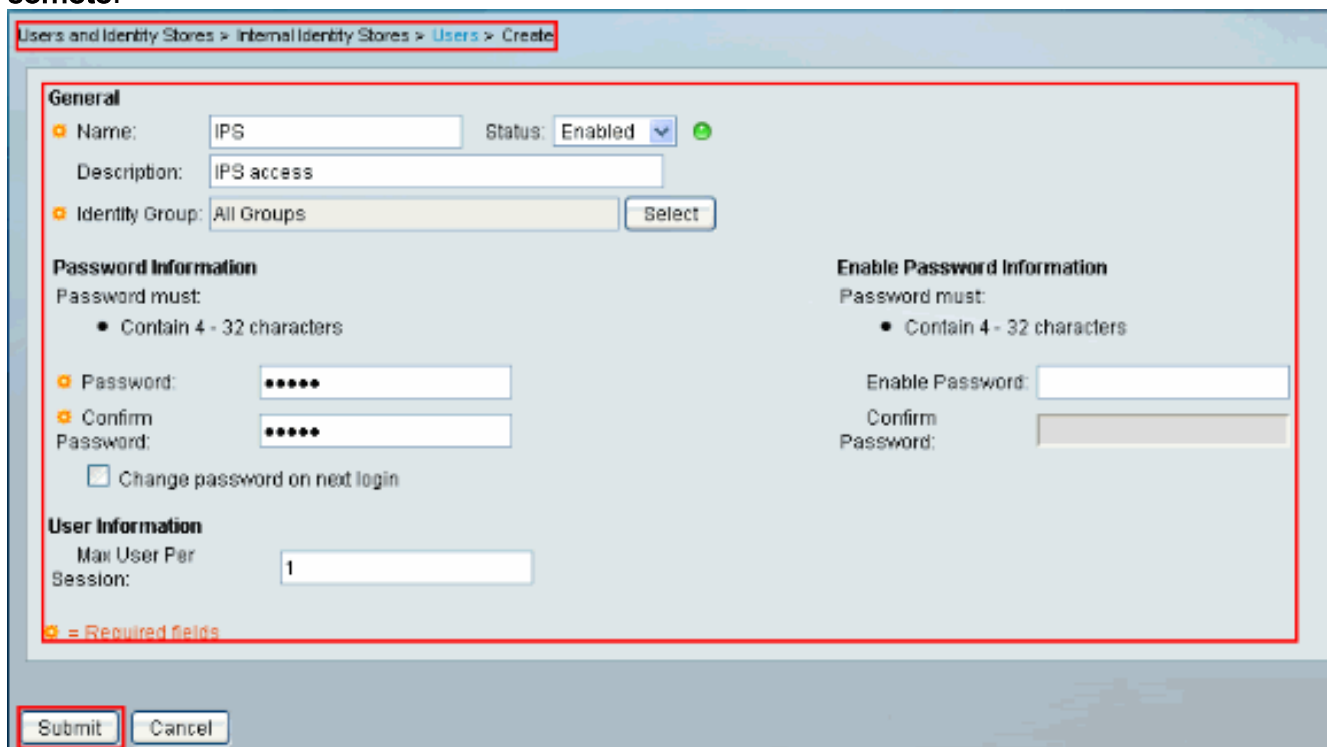 Users and Identity Stores > Internal Identity Stores > Users > Create
General
Name: IPS Status: Enabled
Description: IPS access
Identity Group: All Groups Select
Password Information
Password must:
• Contain 4 - 32 characters
Password: •••••
Confirm Password: •••••
Change password on next login
Enable Password Information
Password must:
• Contain 4 - 32 characters
Enable Password:
Confirm Password:
User Information
Max User Per Session: 1
= Required fields
Submit Cancel